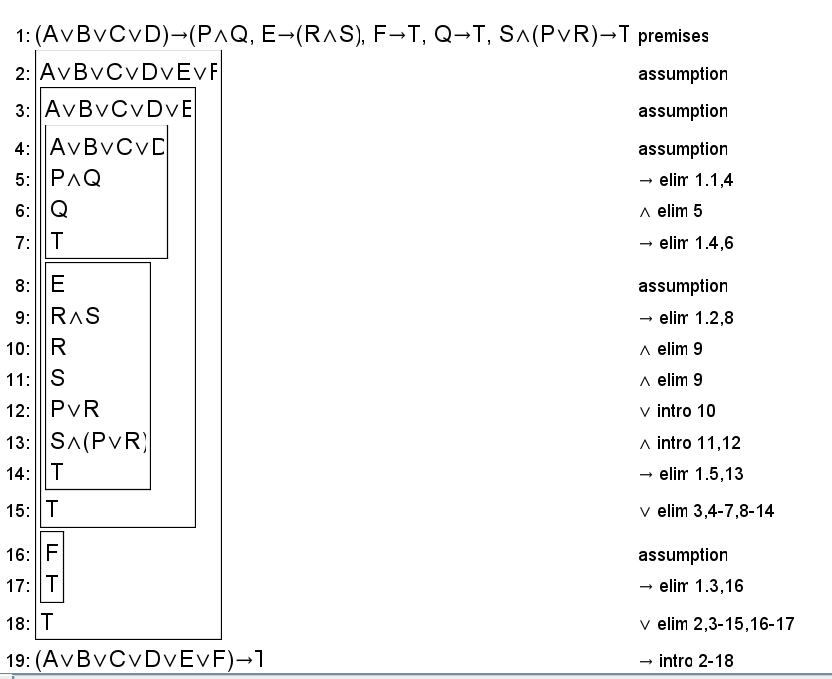 1: (A∨B∨C∨D)→(P∧Q, E→(R∧S), F→T, Q→T, S∧(P∨R)→T premises
2: A∨B∨C∨D∨E∨F assumption
3: A∨B∨C∨D∨E assumption
4: A∨B∨C∨D assumption
5: P∧Q → elim 1.1,4
6: Q ∧ elim 5
7: T → elim 1.4,6
8: E assumption
9: R∧S → elim 1.2,8
10: R ∧ elim 9
11: S ∧ elim 9
12: P∨R ∨ intro 10
13: S∧(P∨R) ∧ intro 11,12
14: T → elim 1.5,13
15: T ∨ elim 3,4-7,8-14
16: F assumption
17: T → elim 1.3,16
18: T ∨ elim 2,3-15,16-17
19: (A∨B∨C∨D∨E∨F)→T → intro 2-18